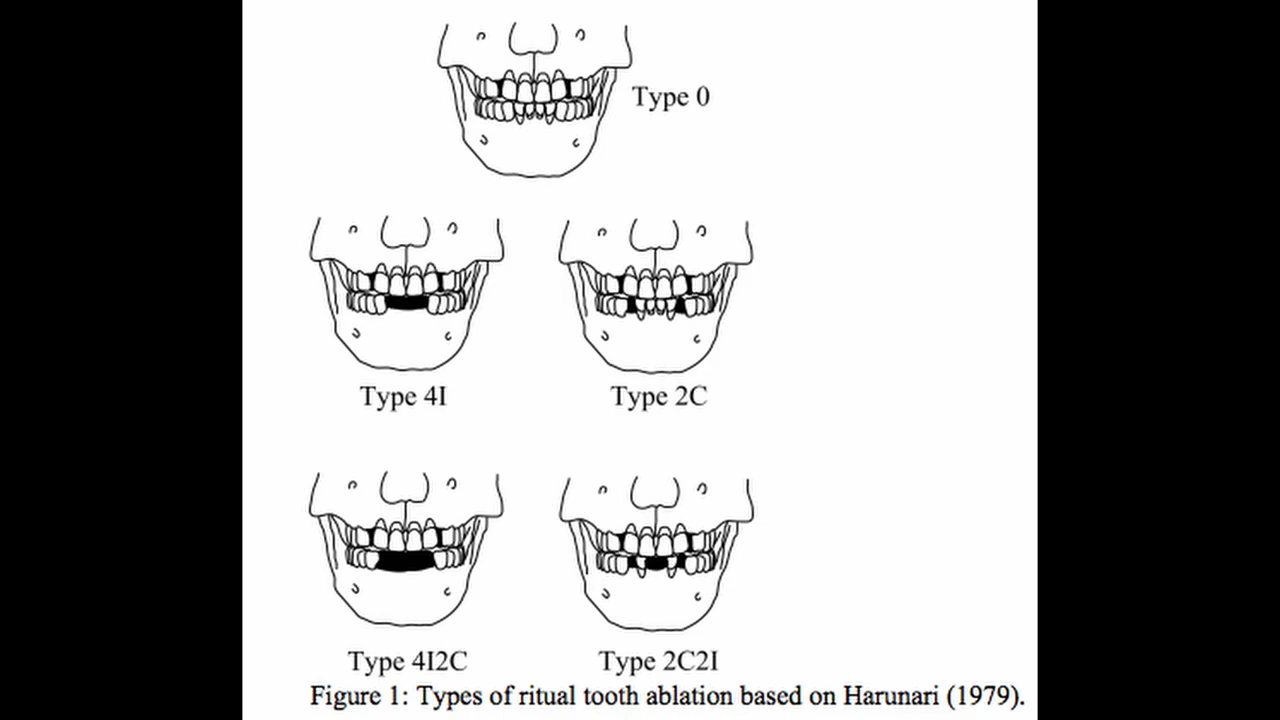 Type 0
Type 4I
Type 2C
Type 4I2C
Type 2C2I
Figure 1: Types of ritual tooth ablation based on Harunari (1979).